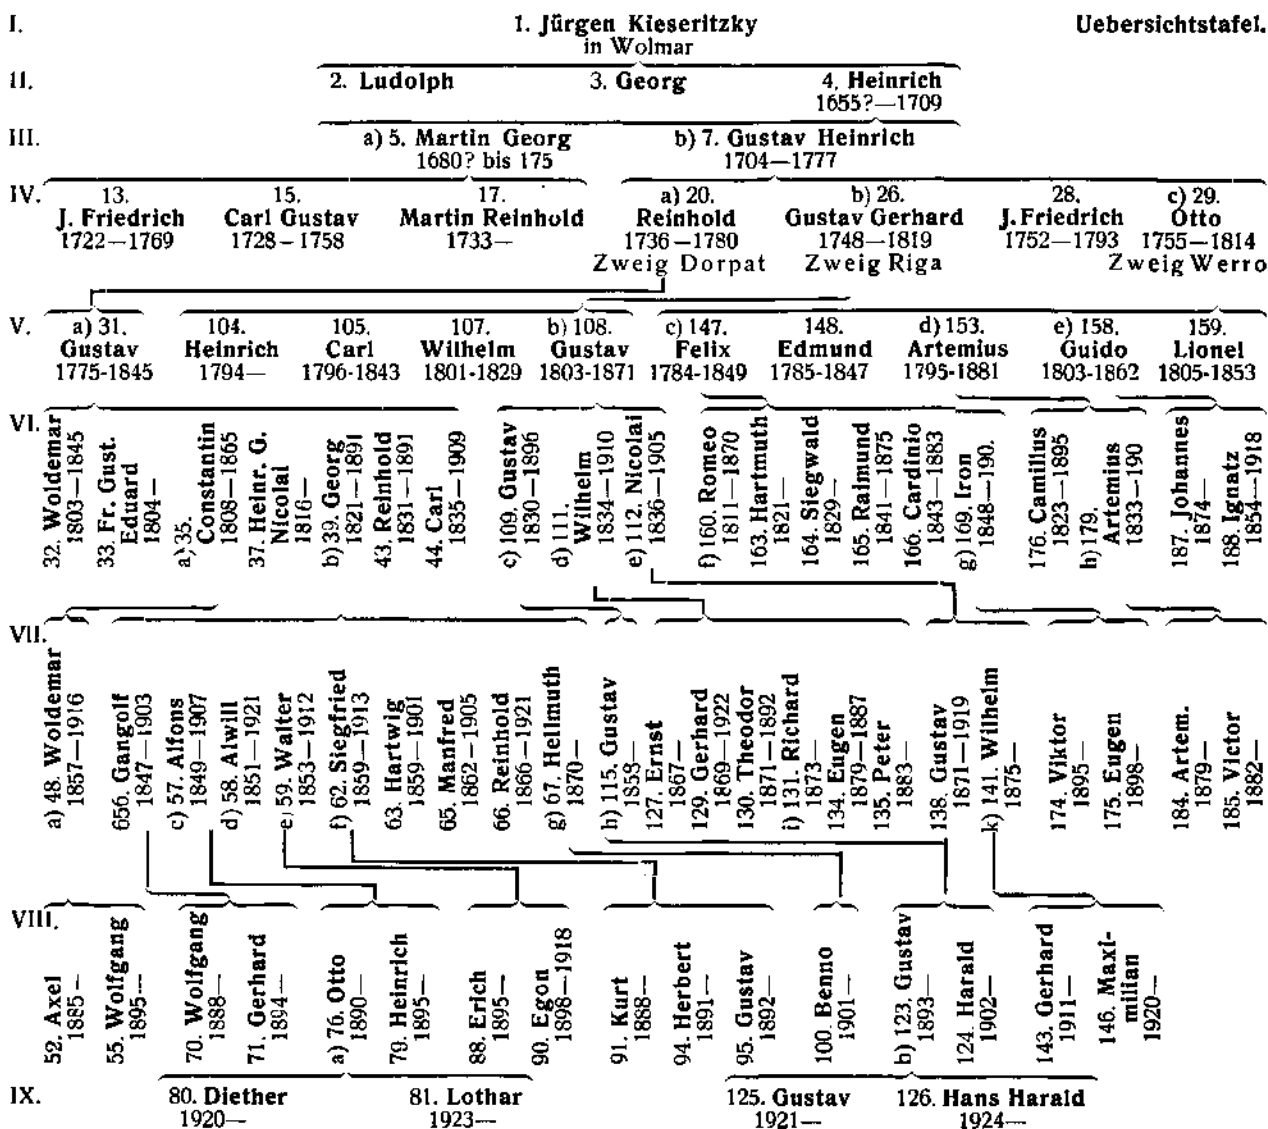 I. 1. Jürgen Kieseritzky Uebersichtstafel.
in Wolmar
II. 2. Ludolph 3. Georg 4. Heinrich
1655?—1709
III. a) 5. Martin Georg b) 7. Gustav Heinrich
1680? bis 175 1704—1777
IV. 13. 15. 17. a) 20. b) 26. 28. c) 29.
J. Friedrich Carl Gustav Martin Reinhold Reinhold Gustav Gerhard J. Friedrich Otto
1722—1769 1728–1758 1733— 1736–1780 1748—1819 1752—1793 1755—1814
Zweig Dorpat Zweig Riga Zweig Werro
V. a) 31. 104. 105. 107. b) 108. c) 147. 148. d) 153. e) 158. 159.
Gustav Heinrich Carl Wilhelm Gustav Felix Edmund Artemius Guido Lionel
1775-1845 1794— 1796-1843 1801-1829 1803-1871 1784-1849 1785-1847 1795-1881 1803-1862 1805-1853
VI.
32. Woldemar
1803—1845
33. Fr. Gust.
Eduard
1804—
a) 35.
Constantin
1808—1865
37. Heinr. G.
Nicolai
1816—
b) 39. Georg
1821—1891
43. Reinhold
1831—1891
44. Carl
1835—1909
c) 109. Gustav
1830—1896
d) 111.
Wilhelm
1834—1910
e) 112. Nicolai
1836—1905
f) 160. Romeo
1811—1870
163. Hartmuth
1821—
164. Siegwald
1829—
165. Raimund
1841—1875
166. Cardinio
1843—1883
g) 169. Iron
1848—190.
176. Camillus
1823—1895
h) 179.
Artemius
1833—190
187. Johannes
1874—
188. Ignatz
1854—1918
VII.
a) 48. Woldemar
1857—1916
656. Gangolf
1847—1903
c) 57. Alfons
1849—1907
d) 58. Alwill
1851—1921
e) 59. Walter
1853—1912
f) 62. Siegfried
1859—1913
63. Hartwig
1859—1901
65. Manfred
1862—1905
66. Reinhold
1866—1921
g) 67. Hellmuth
1870—
h) 115. Gustav
1858—
127. Ernst
1867—
129. Gerhard
1869—1922
130. Theodor
1871—1892
i) 131. Richard
1873—
134. Eugen
1879—1887
135. Peter
1883—
138. Gustav
1871—1919
k) 141. Wilhelm
1875—
174. Viktor
1895—
175. Eugen
1898—
184. Artem.
1879—
185. Victor
1882—
VIII.
52. Axel
1885—
55. Wolfgang
1895—
70. Wolfgang
1888—
71. Gerhard
1894—
a) 76. Otto
1890—
79. Heinrich
1895—
88. Erich
1895—
90. Egon
1898—1918
91. Kurt
1888—
94. Herbert
1891—
95. Gustav
1892—
100. Benno
1901—
b) 123. Gustav
1893—
124. Harald
1902—
143. Gerhard
1911—
146. Maxi-
milian
1920—
IX. 80. Diether 81. Lothar 125. Gustav 126. Hans Harald
1920— 1923— 1921— 1924—